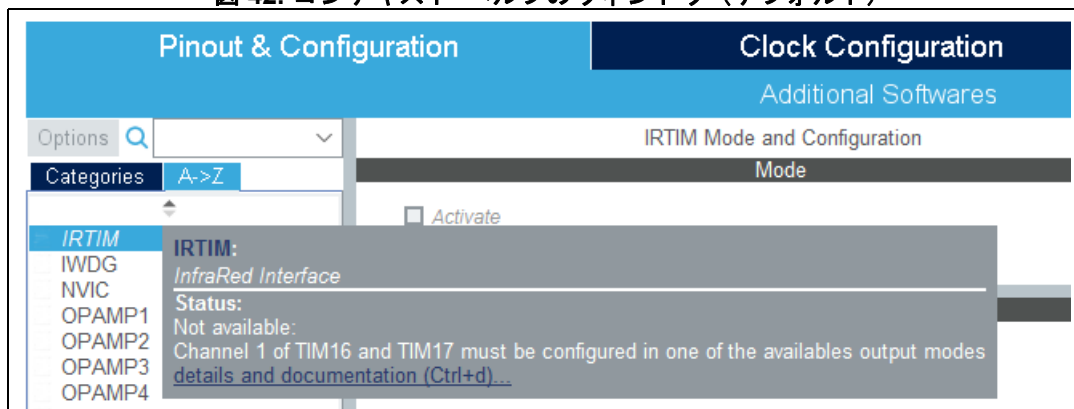 Pinout & Configuration
Clock Configuration
Additional Softwares
Options
IRTIM Mode and Configuration
Categories
A->Z
Mode
Activate
IRTIM
IWDG
NVIC
OPAMP1
OPAMP2
OPAMP3
OPAMP4
IRTIM:
InfraRed Interface
Status:
Not available:
Channel 1 of TIM16 and TIM17 must be configured in one of the availables output modes
details and documentation (Ctrl+d)...